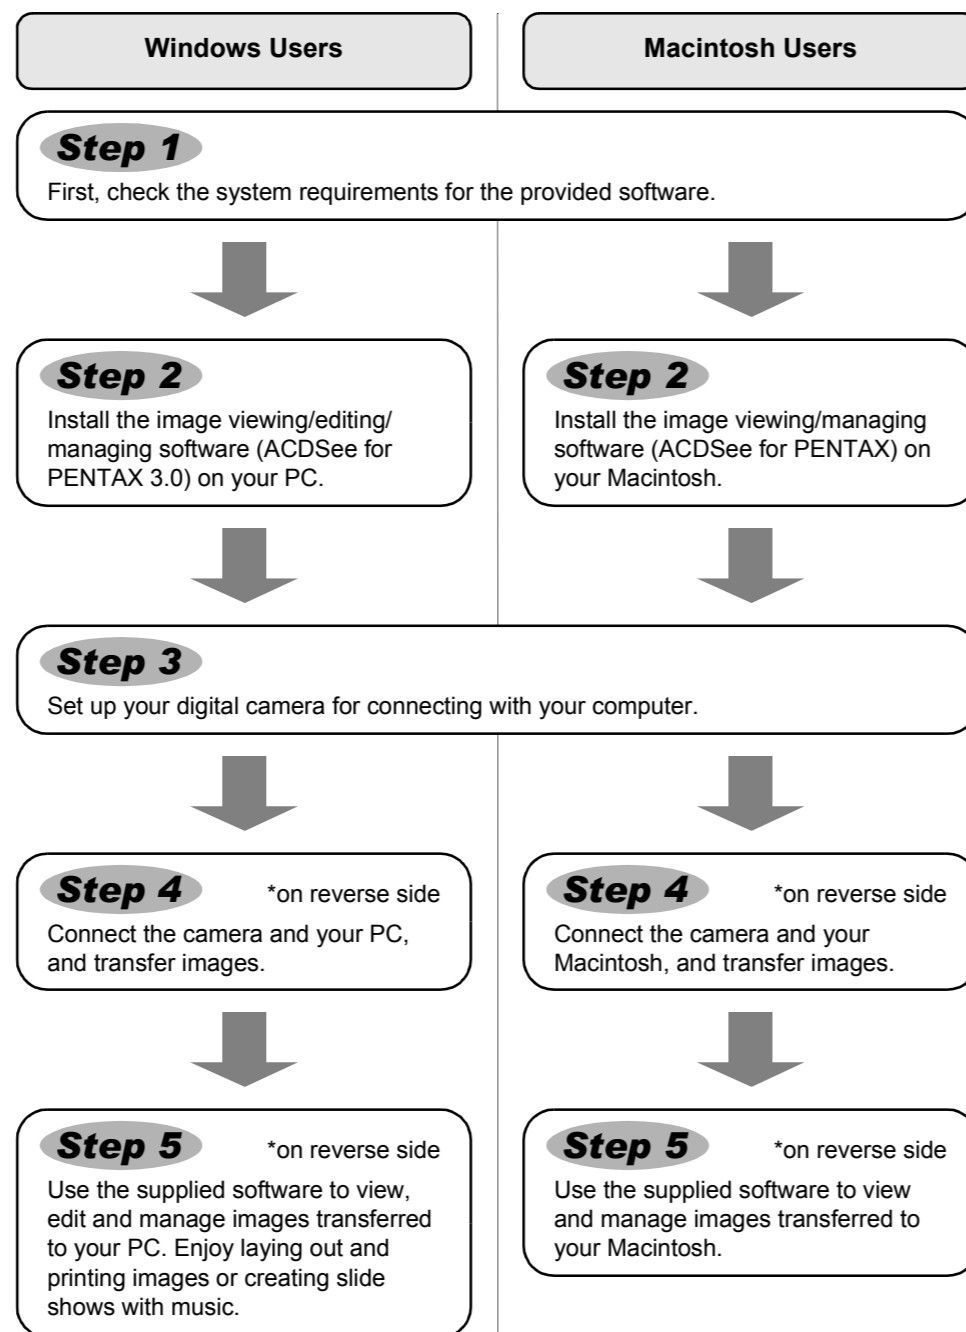 Windows Users
Macintosh Users
Step 1
First, check the system requirements for the provided software.
Step 2
Install the image viewing/editing/
managing software (ACDSee for
PENTAX 3.0) on your PC.
Step 2
Install the image viewing/managing
software (ACDSee for PENTAX) on
your Macintosh.
Step 3
Set up your digital camera for connecting with your computer.
Step 4 *on reverse side
Connect the camera and your PC,
and transfer images.
Step 4 *on reverse side
Connect the camera and your
Macintosh, and transfer images.
Step 5 *on reverse side
Use the supplied software to view,
edit and manage images transferred
to your PC. Enjoy laying out and
printing images or creating slide
shows with music.
Step 5 *on reverse side
Use the supplied software to view
and manage images transferred to
your Macintosh.